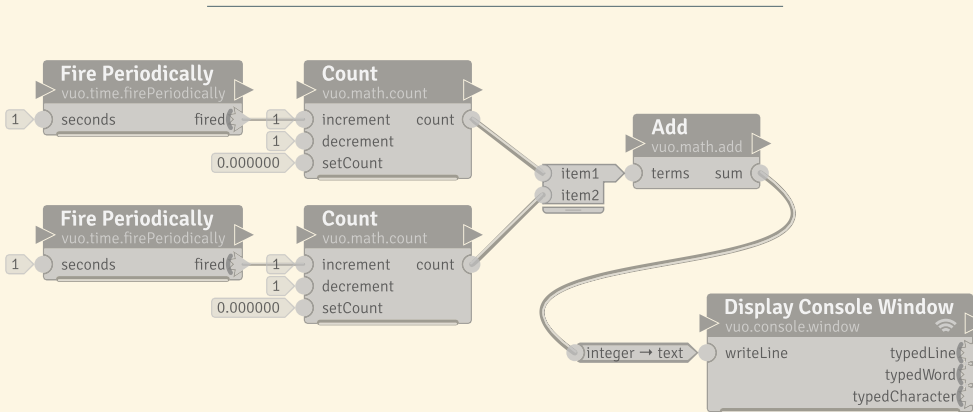 Fire Periodically
vuo.time.firePeriodically
1 seconds fired
Count
vuo.math.count
1 increment count
1 decrement
0.000000 setCount
Fire Periodically
vuo.time.firePeriodically
1 seconds fired
Count
vuo.math.count
1 increment count
1 decrement
0.000000 setCount
item1
item2
Add
vuo.math.add
terms sum
integer → text
Display Console Window
vuo.console.window
writeLine typedLine
typedWord
typedCharacter